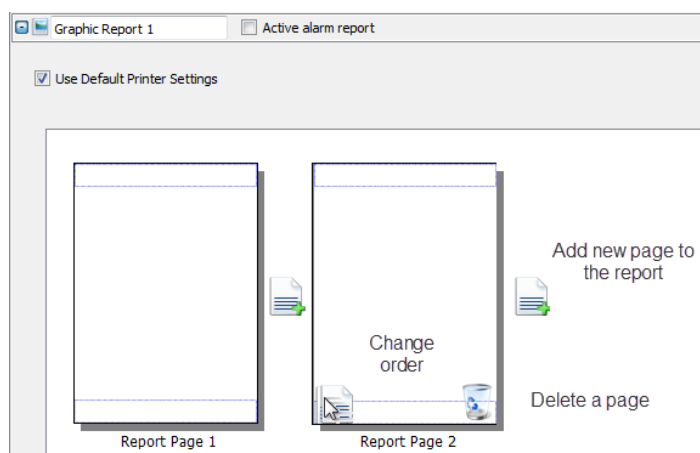 Graphic Report 1
Active alarm report
Use Default Printer Settings
Add new page to
the report
Change
order
Delete a page
Report Page 1
Report Page 2